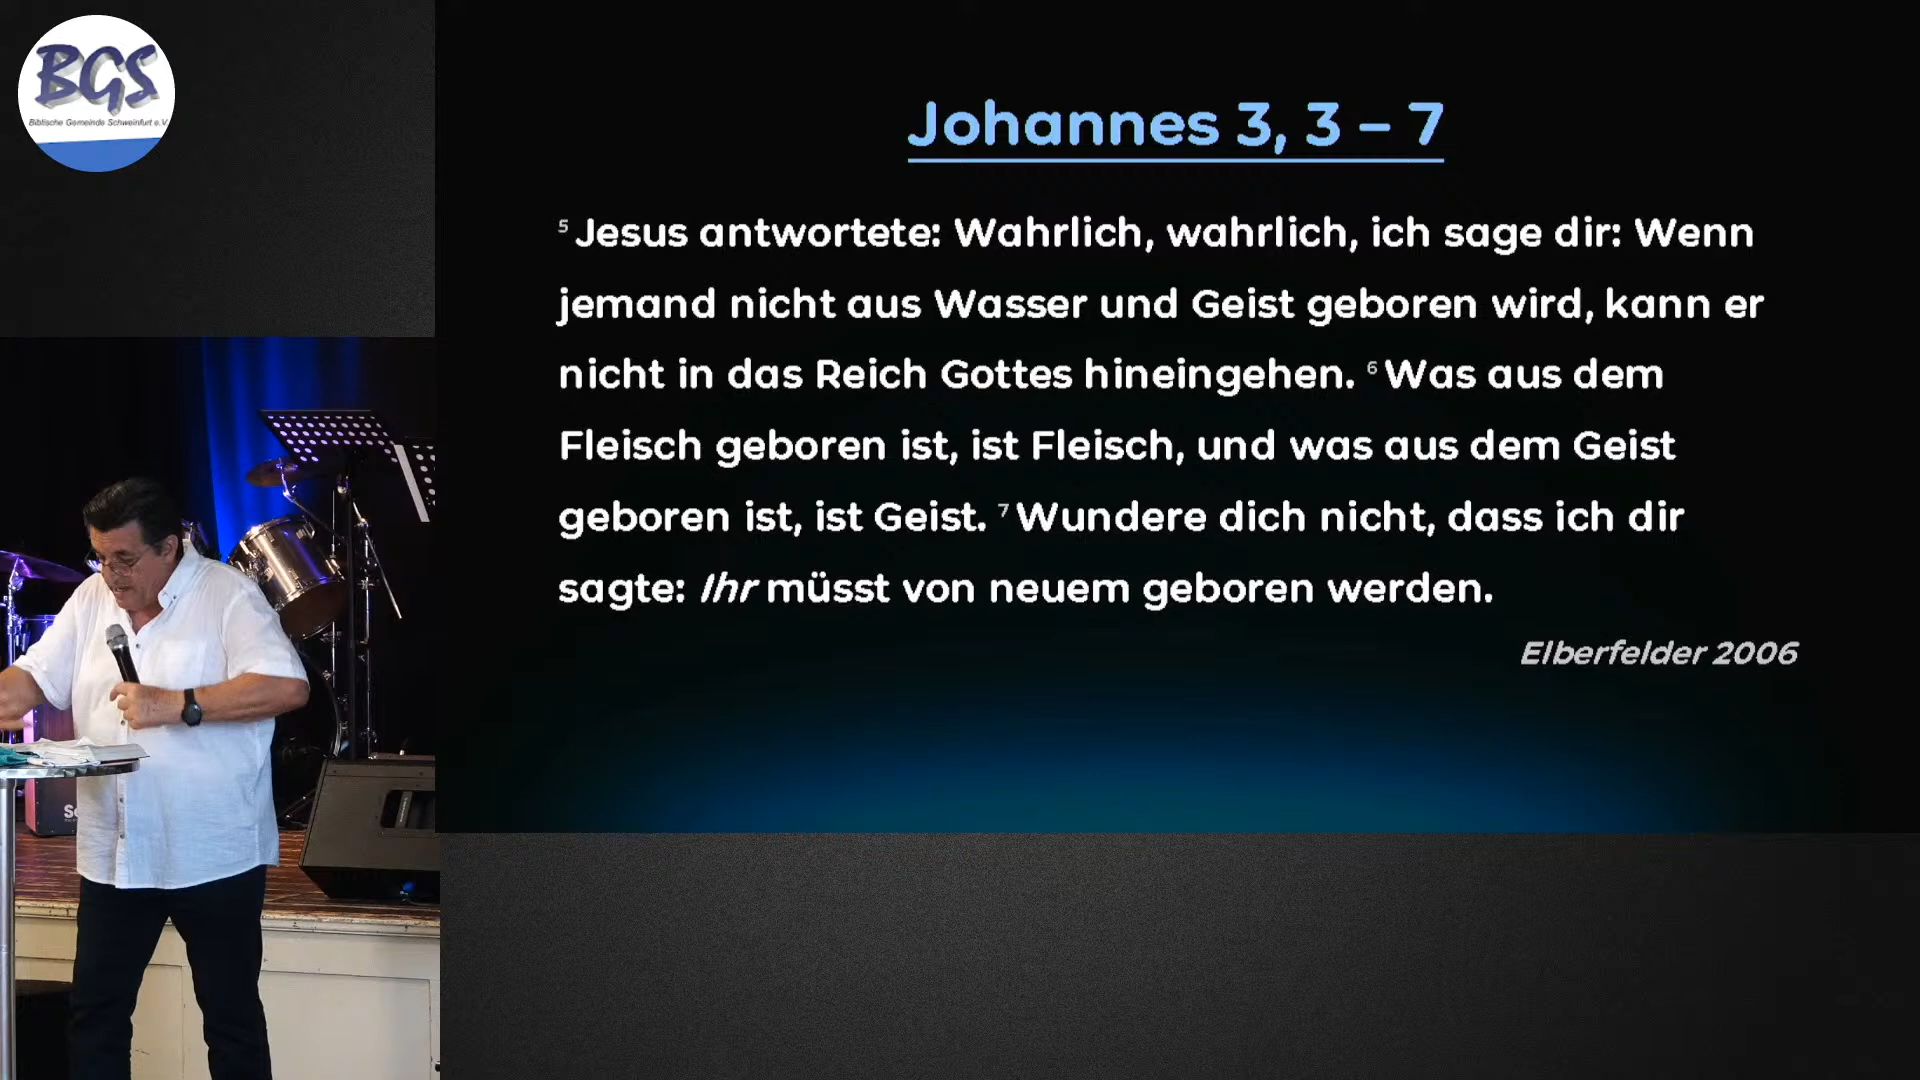 BGS
Biblische Gemeinde Schweinfurt e.V.
Johannes 3, 3 – 7
⁵ Jesus antwortete: Wahrlich, wahrlich, ich sage dir: Wenn
jemand nicht aus Wasser und Geist geboren wird, kann er
nicht in das Reich Gottes hineingehen. ⁶ Was aus dem
Fleisch geboren ist, ist Fleisch, und was aus dem Geist
geboren ist, ist Geist. ⁷ Wundere dich nicht, dass ich dir
sagte: Ihr müsst von neuem geboren werden.
Elberfelder 2006